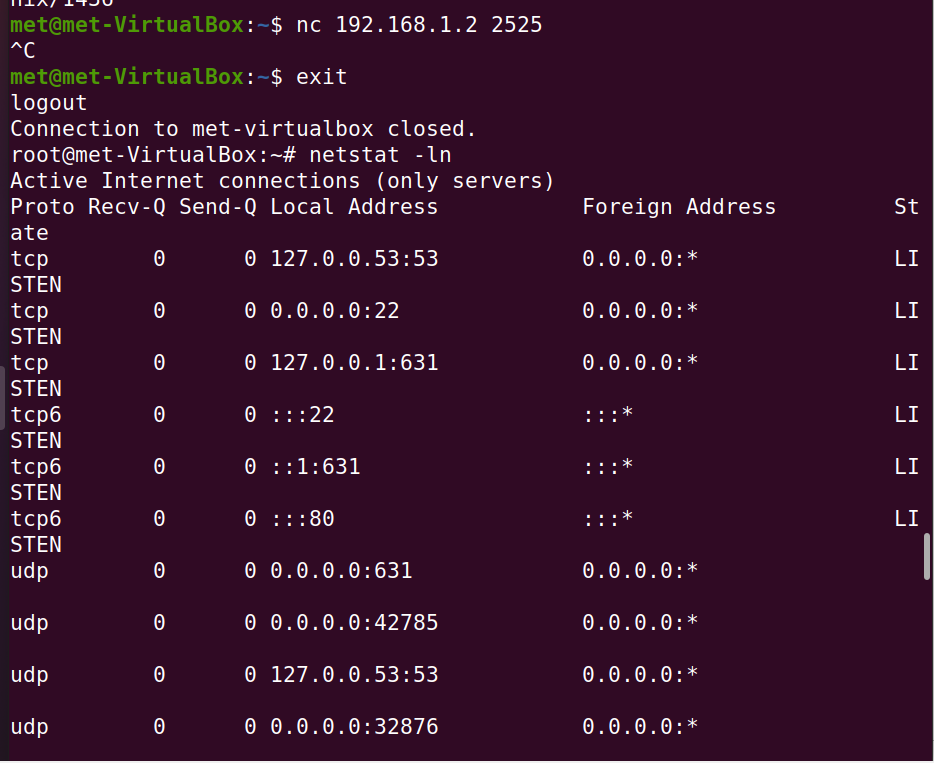 met@met-VirtualBox:~$ nc 192.168.1.2 2525
^C
met@met-VirtualBox:~$ exit
logout
Connection to met-virtualbox closed.
root@met-VirtualBox:~# netstat -ln
Active Internet connections (only servers)
Proto Recv-Q Send-Q Local Address           Foreign Address         St
ate
tcp        0      0 127.0.0.53:53           0.0.0.0:*               LI
STEN
tcp        0      0 0.0.0.0:22              0.0.0.0:*               LI
STEN
tcp        0      0 127.0.0.1:631           0.0.0.0:*               LI
STEN
tcp6       0      0 :::22                   :::*                    LI
STEN
tcp6       0      0 ::1:631                 :::*                    LI
STEN
tcp6       0      0 :::80                   :::*                    LI
STEN
udp        0      0 0.0.0.0:631             0.0.0.0:*
udp        0      0 0.0.0.0:42785           0.0.0.0:*
udp        0      0 127.0.0.53:53           0.0.0.0:*
udp        0      0 0.0.0.0:32876           0.0.0.0:*